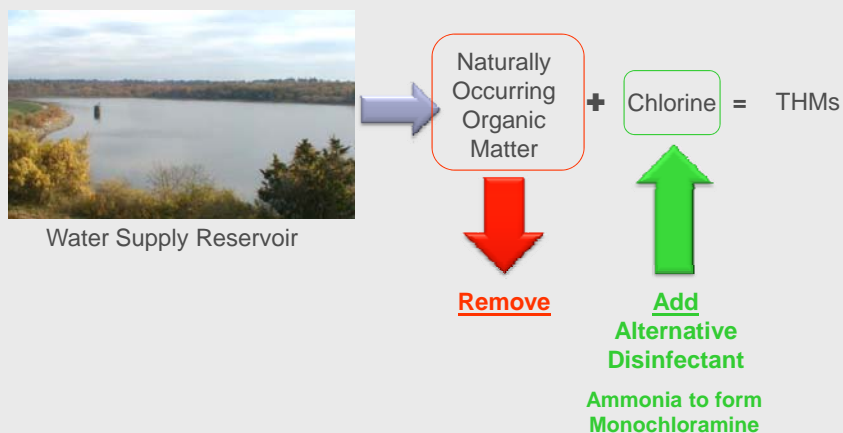 Naturally
Occurring
Organic
Matter
+ Chlorine = THMs
Water Supply Reservoir
Remove
Add
Alternative
Disinfectant
Ammonia to form
Monochloramine